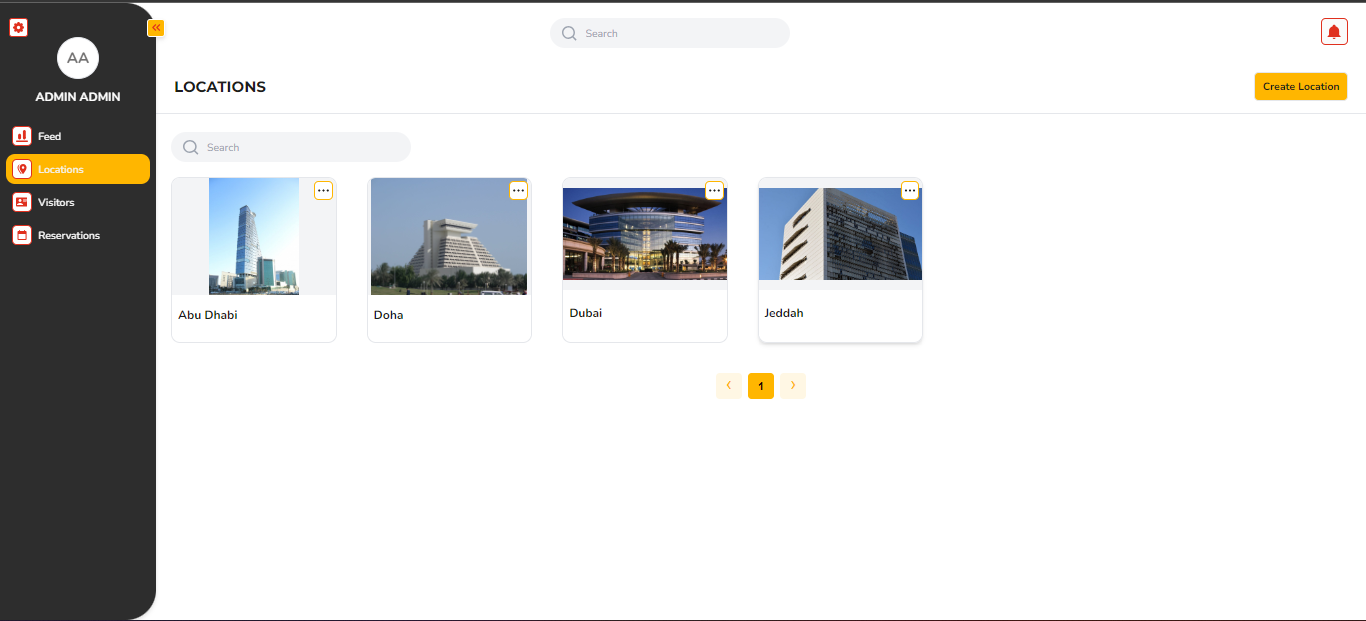 AA
ADMIN ADMIN
Feed
Locations
Visitors
Reservations
Search
LOCATIONS
Create Location
Search
Abu Dhabi
Doha
Dubai
Jeddah
1